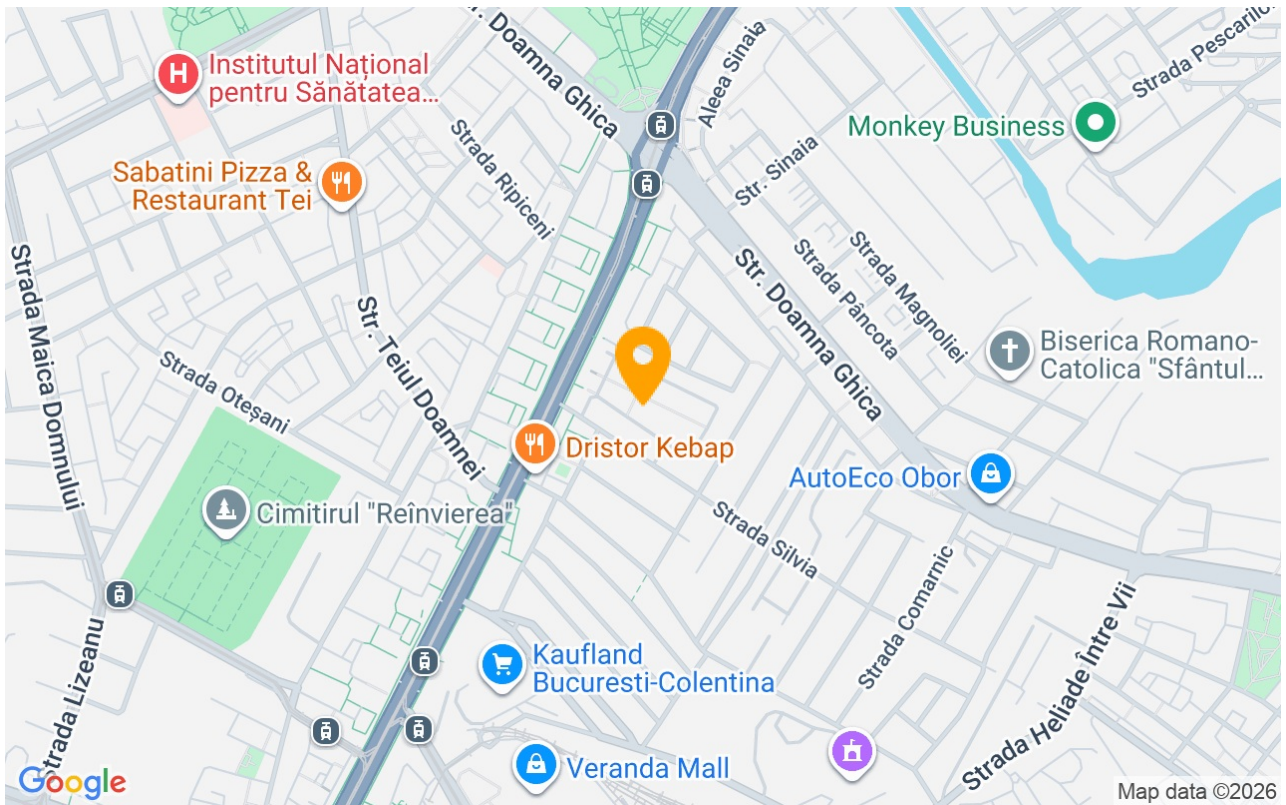 Str. Doamna Ghica
Aleea Sinaia
Strada Pescarilor
Institutul Național
pentru Sănătatea...
Strada Ripiceni
Monkey Business
Str. Sinaia
Sabatini Pizza &
Restaurant Tei
Strada Maica Domnului
Str. Teiul Doamnei
Str. Doamna Ghica
Strada Pâncota
Strada Magnoliei
Biserica Romano-
Catolica "Sfântul...
Strada Oteșani
Dristor Kebap
AutoEco Obor
Cimitirul "Reînvierea"
Strada Silvia
Strada Comarnic
Strada Heliade Între Vii
Strada Lizeanu
Kaufland
Bucuresti-Colentina
Veranda Mall
Google
Map data ©2026